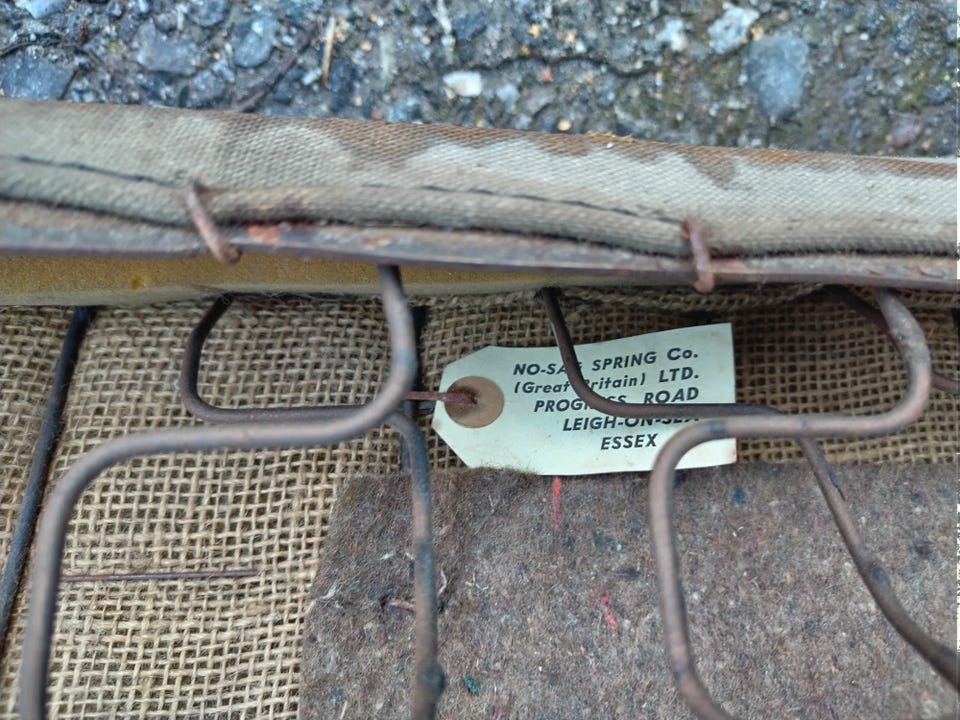 NO-SAG SPRING Co.
(Great Britain) LTD.
PROGRESS ROAD
LEIGH-ON-SEA
ESSEX